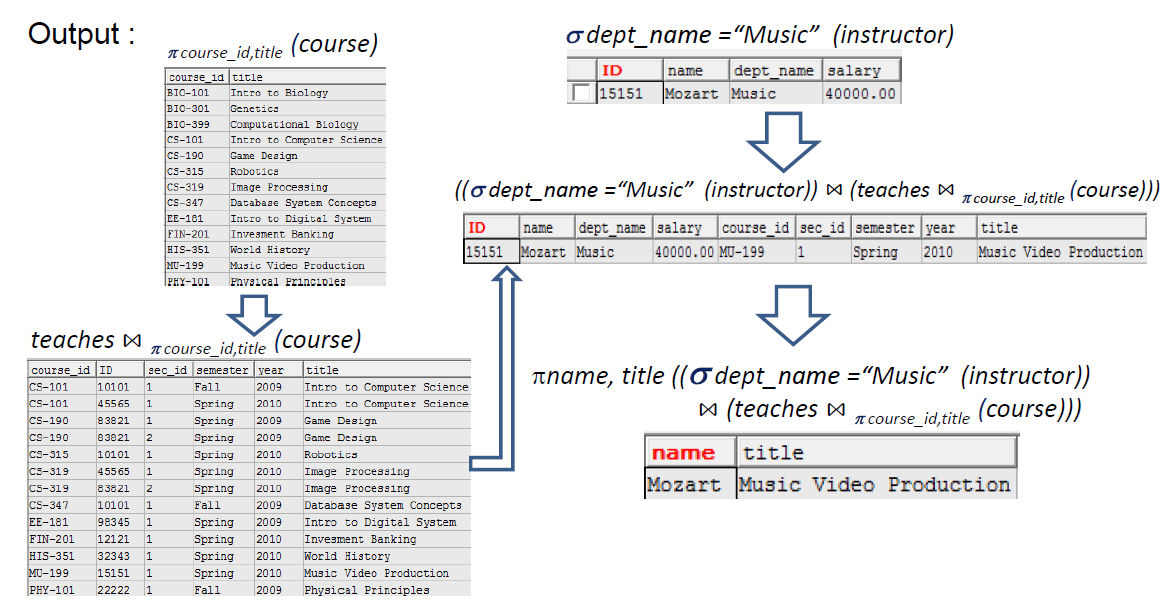 Output :
π course_id,title (course)
course_id title
BIO-101 Intro to Biology
BIO-301 Genetics
BIO-399 Computational Biology
CS-101 Intro to Computer Science
CS-190 Game Design
CS-315 Robotics
CS-319 Image Processing
CS-347 Database System Concepts
EE-181 Intro to Digital System
FIN-201 Invesment Banking
HIS-351 World History
MU-199 Music Video Production
PHY-101 Physical Principles
teaches ⋈ π course_id,title (course)
course_id ID sec_id semester year title
CS-101 10101 1 Fall 2009 Intro to Computer Science
CS-101 45565 1 Spring 2010 Intro to Computer Science
CS-190 83821 1 Spring 2009 Game Design
CS-190 83821 2 Spring 2009 Game Design
CS-315 10101 1 Spring 2010 Robotics
CS-319 45565 1 Spring 2010 Image Processing
CS-319 83821 2 Spring 2010 Image Processing
CS-347 10101 1 Fall 2009 Database System Concepts
EE-181 98345 1 Spring 2009 Intro to Digital System
FIN-201 12121 1 Spring 2010 Invesment Banking
HIS-351 32343 1 Spring 2010 World History
MU-199 15151 1 Spring 2010 Music Video Production
PHY-101 22222 1 Fall 2009 Physical Principles
σ dept_name =“Music” (instructor)
ID name dept_name salary
15151 Mozart Music 40000.00
((σ dept_name =“Music” (instructor)) ⋈ (teaches ⋈ π course_id,title (course)))
ID name dept_name salary course_id sec_id semester year title
15151 Mozart Music 40000.00 MU-199 1 Spring 2010 Music Video Production
πname, title ((σ dept_name =“Music” (instructor))
⋈ (teaches ⋈ π course_id,title (course)))
name title
Mozart Music Video Production